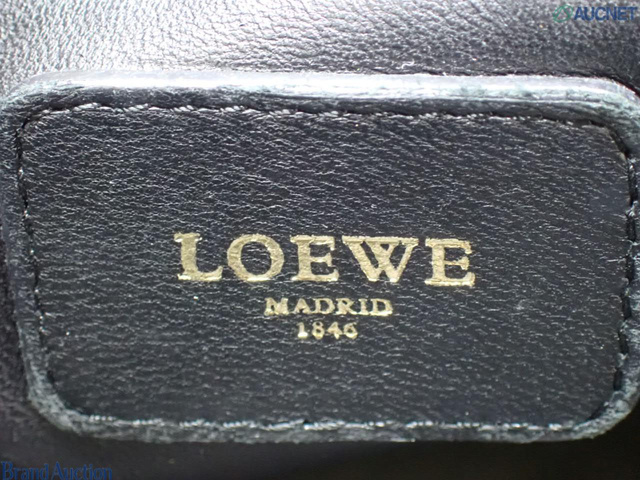 AUCNET
LOEWE
MADRID
1846
Brand Auction